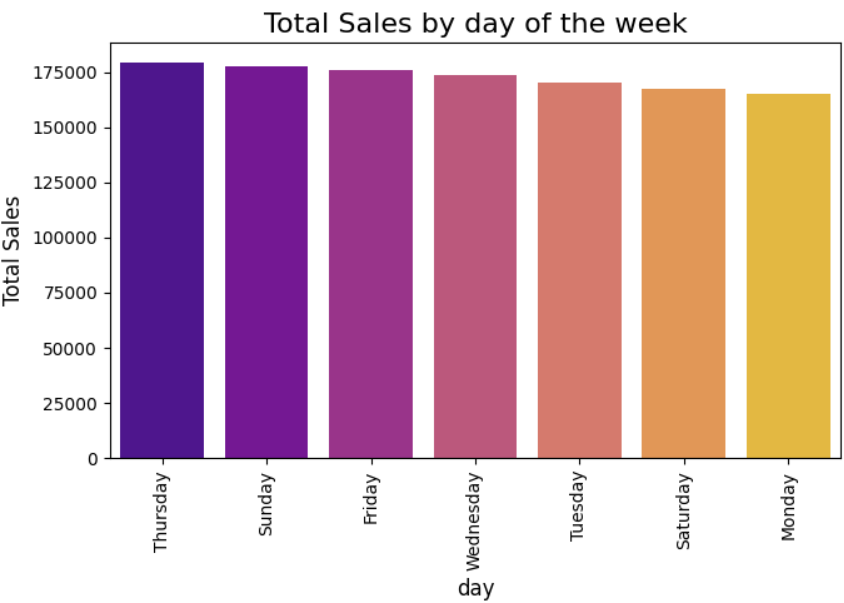 Total Sales by day of the week
Total Sales
175000
150000
125000
100000
75000
50000
25000
0
Thursday
Sunday
Friday
Wednesday
Tuesday
Saturday
Monday
day